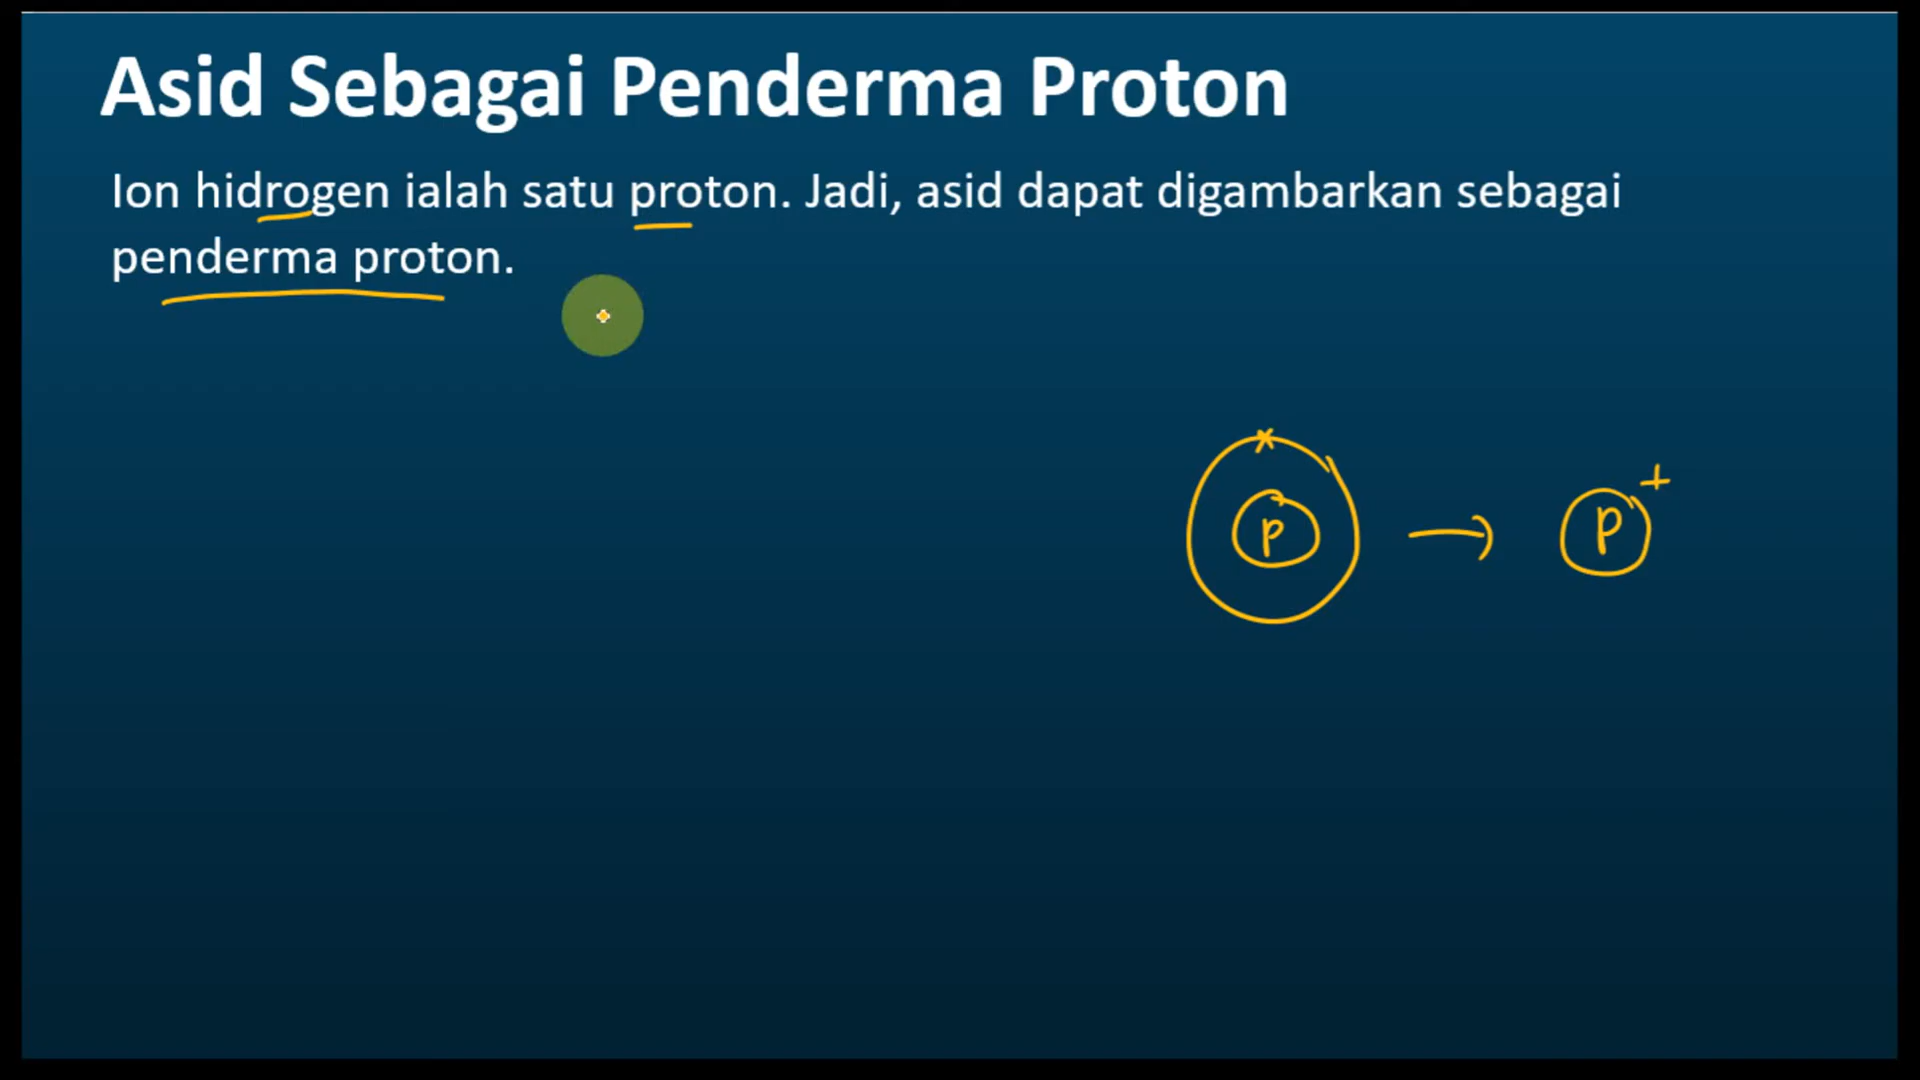 Asid Sebagai Penderma Proton
Ion hidrogen ialah satu proton. Jadi, asid dapat digambarkan sebagai
penderma proton.
P → P +